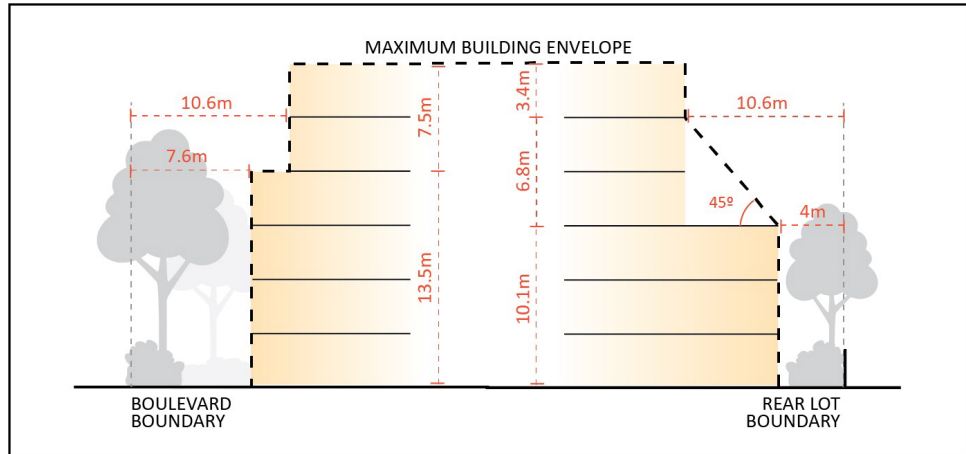 MAXIMUM BUILDING ENVELOPE
10.6m
7.5m
3.4m
10.6m
7.6m
6.8m
45º
4m
13.5m
10.1m
BOULEVARD
BOUNDARY
REAR LOT
BOUNDARY